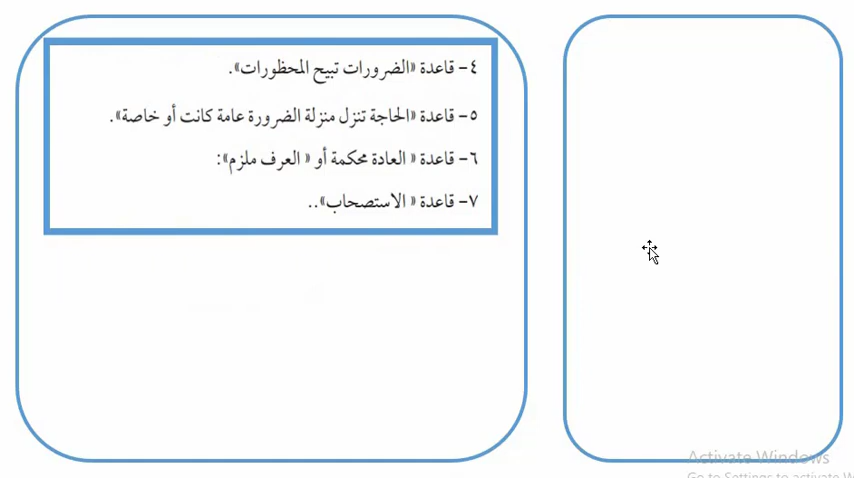 ٤- قاعدة «الضرورات تبيح المحظورات».
٥- قاعدة «الحاجة تنزل منزلة الضرورة عامة كانت أو خاصة».
٦- قاعدة « العادة محكمة أو « العرف ملزم»:
٧- قاعدة « الاستصحاب»..
Activate Windows
Go to Settings to activate W